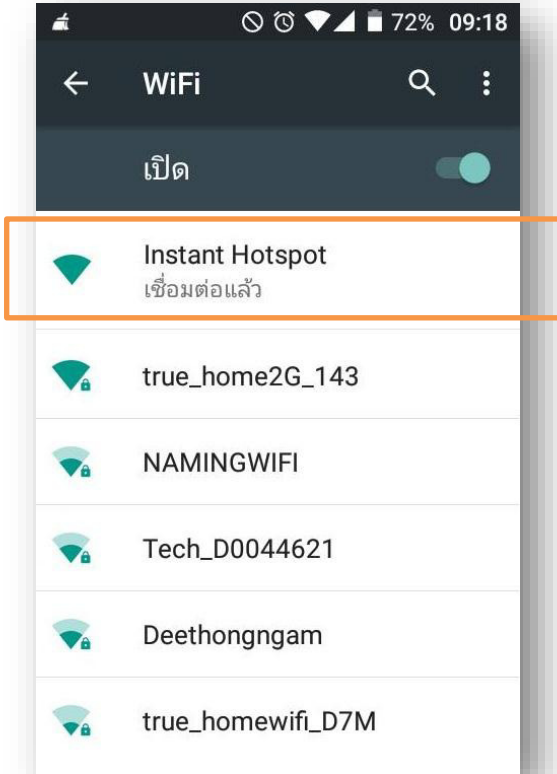 72% 09:18
WiFi
เปิด
Instant Hotspot
เชื่อมต่อแล้ว
true_home2G_143
NAMINGWIFI
Tech_D0044621
Deethongngam
true_homewifi_D7M